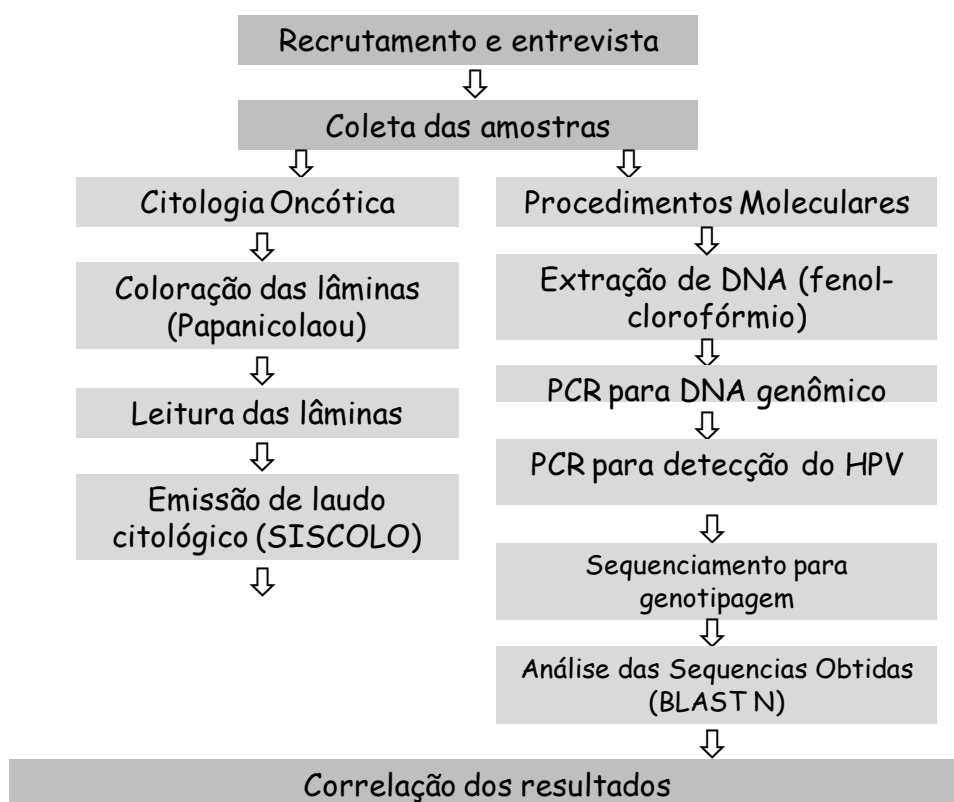 Recrutamento e entrevista
Coleta das amostras
Citologia Oncótica
Coloração das lâminas
(Papanicolaou)
Leitura das lâminas
Emissão de laudo
citológico (SISCOLO)
Procedimentos Moleculares
Extração de DNA (fenol-
clorofórmio)
PCR para DNA genômico
PCR para detecção do HPV
Sequenciamento para
genotipagem
Análise das Sequencias Obtidas
(BLAST N)
Correlação dos resultados